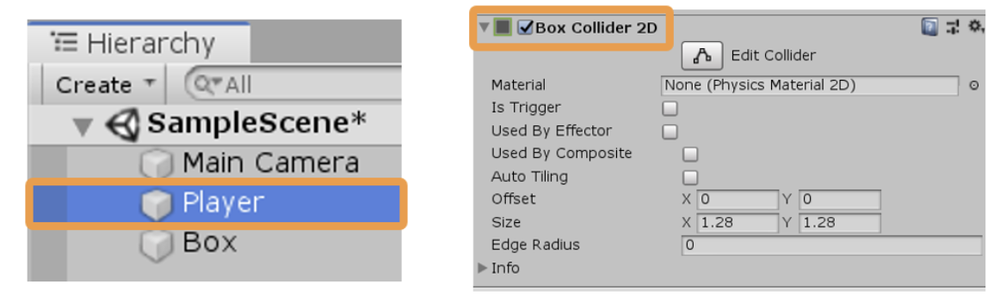 Hierarchy
Create
All
SampleScene*
Main Camera
Player
Box
Box Collider 2D
Edit Collider
Material None (Physics Material 2D)
Is Trigger
Used By Effector
Used By Composite
Auto Tiling
Offset X 0 Y 0
Size X 1.28 Y 1.28
Edge Radius 0
Info